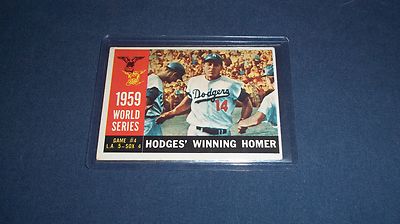 1959
WORLD
SERIES
GAME #4
L.A 5-SOX 4
HODGES' WINNING HOMER
Dodgers
14